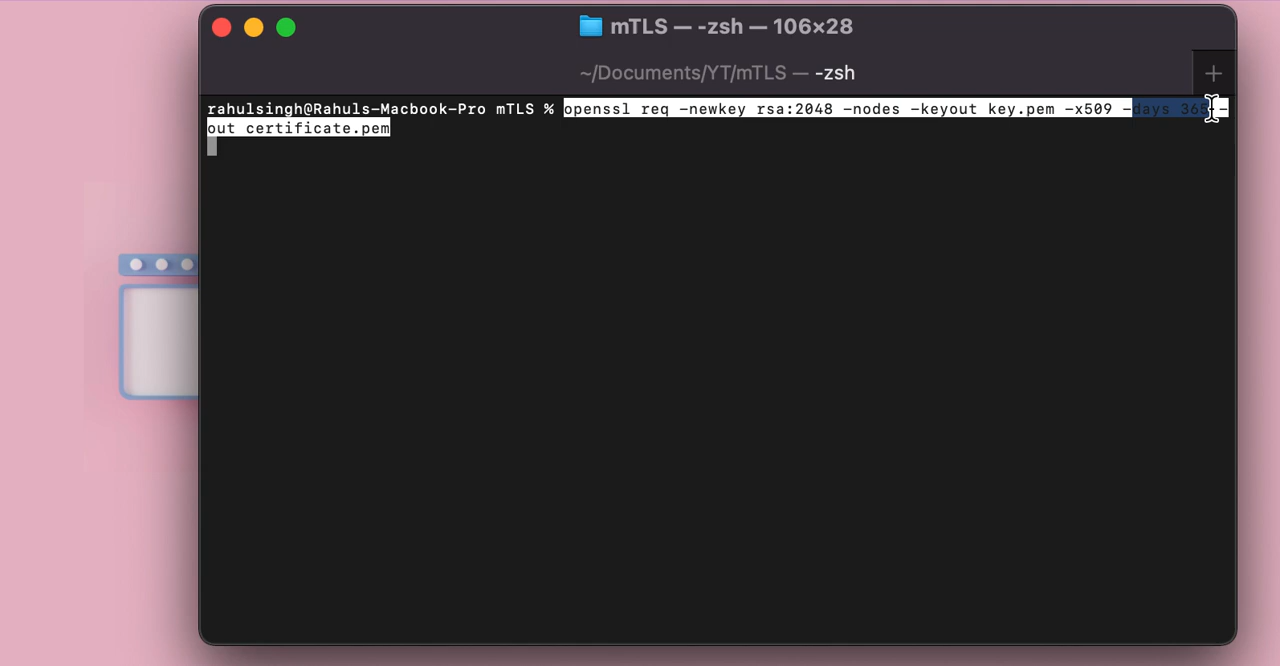 mTLS — -zsh — 106×28
~/Documents/YT/mTLS — -zsh
rahulsingh@Rahuls-Macbook-Pro mTLS % openssl req -newkey rsa:2048 -nodes -keyout key.pem -x509 -days 365 -
out certificate.pem